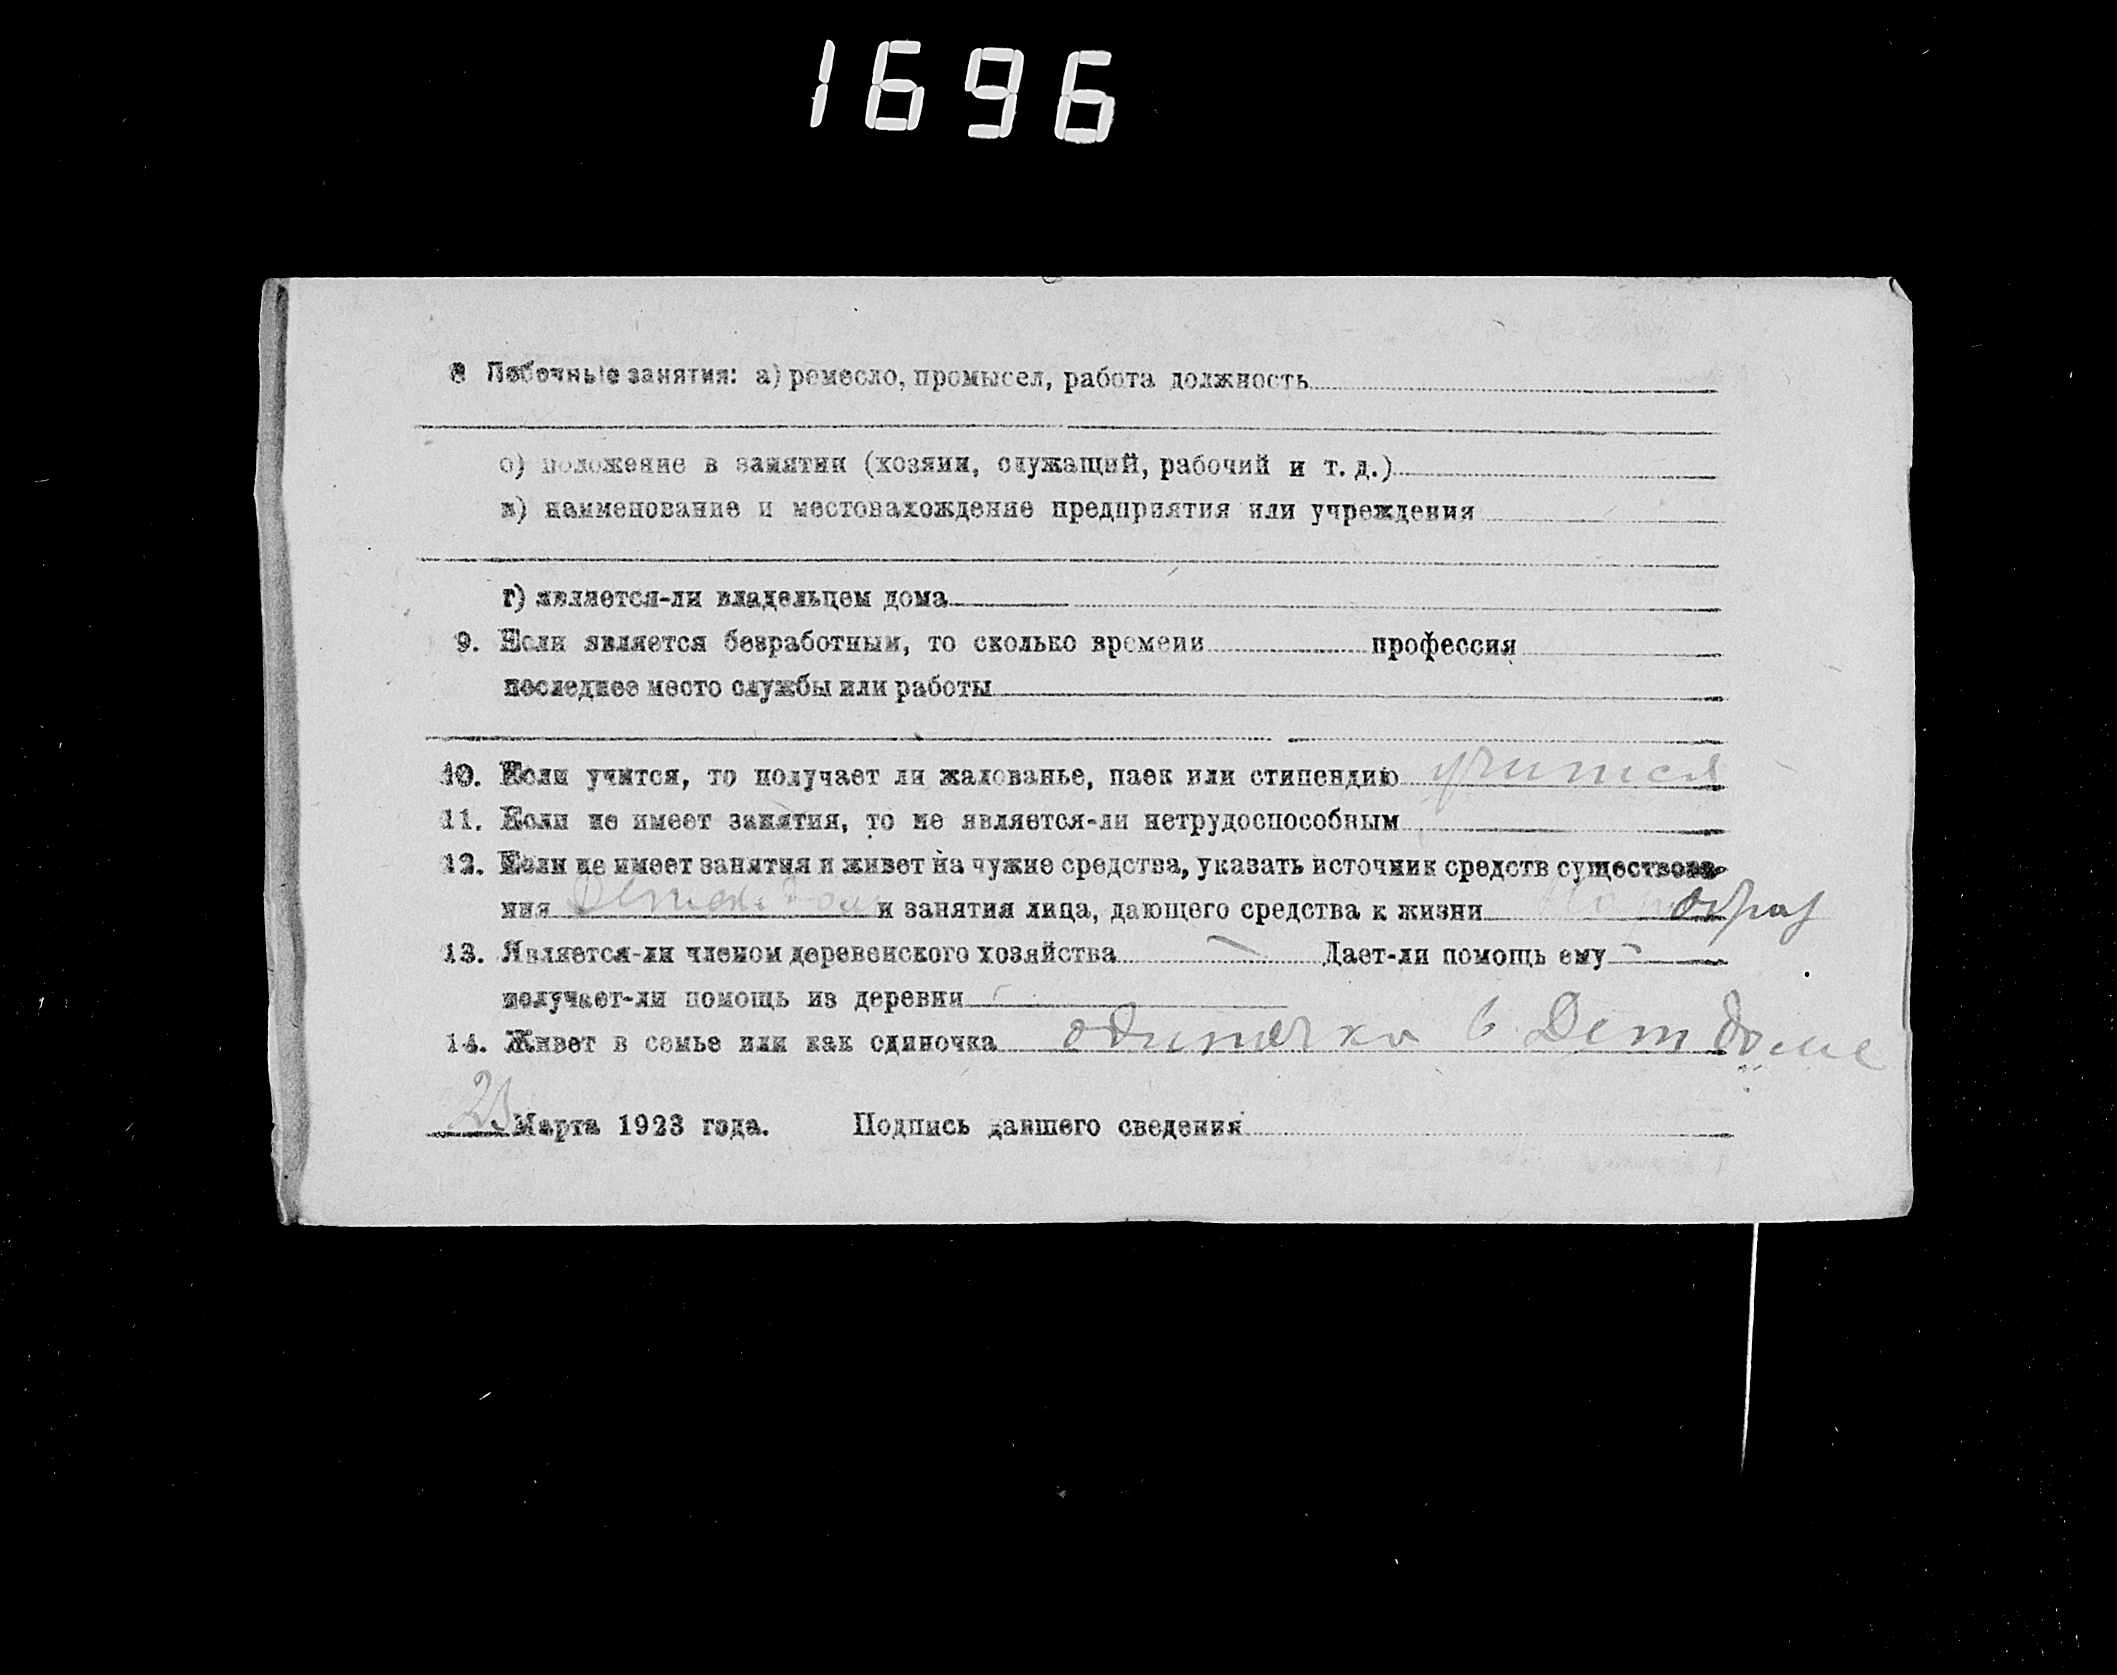 1696
8 Побочные занятия: а) ремесло, промысел, работа должность
б) положение в занятии (хозяин, служащий, рабочий и т. д.)
в) наименование и местонахождение предприятия или учреждения
г) является-ли владельцем дома
9. Если является безработным, то сколько времени профессия
последнее место службы или работы
10. Если учится, то получает ли жалованье, паек или стипендию учится
11. Если не имеет занятия, то не является-ли нетрудоспособным
12. Если не имеет занятия и живет на чужие средства, указать источник средств существова-
ния Детск. дом и занятия лица, дающего средства к жизни Наробраз
13. Является-ли членом деревенского хозяйства — Дает-ли помощь ему —
получает-ли помощь из деревни —
14. Живет в семье или как одиночка одиночка в Дет доме
Марта 1923 года. Подпись давшего сведения